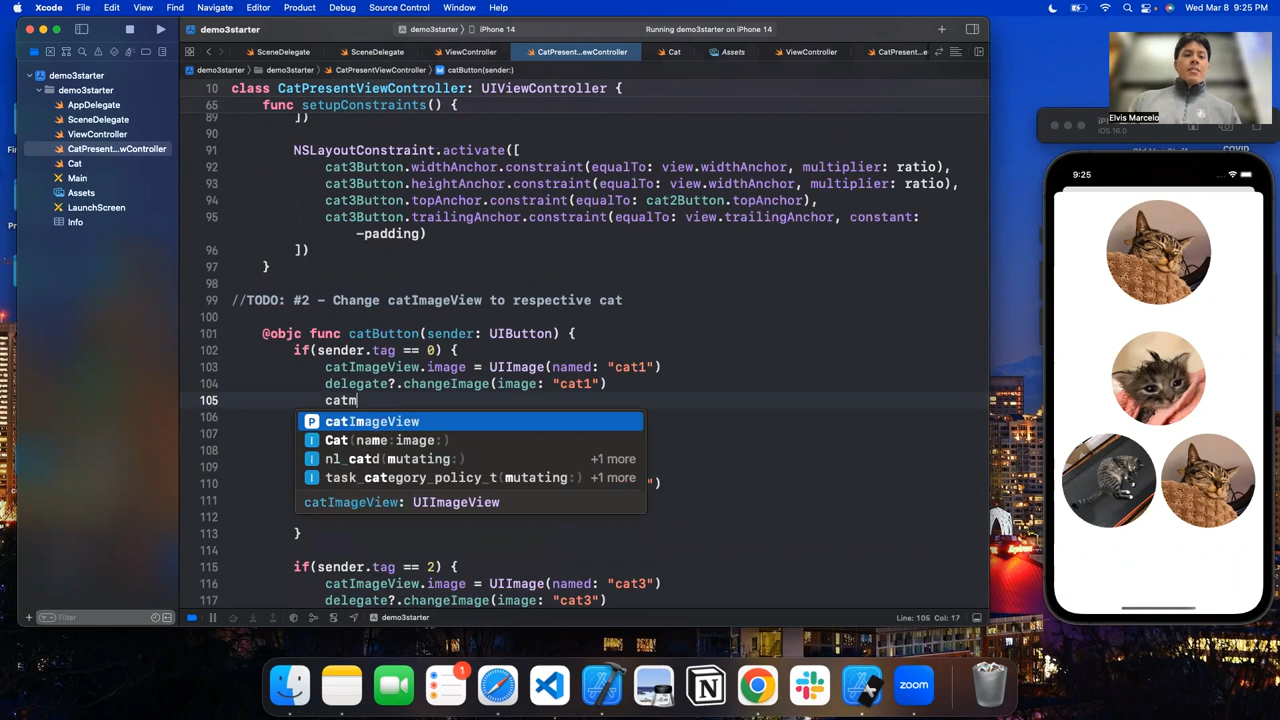 Xcode File Edit View Find Navigate Editor Product Debug Source Control Window Help Wed Mar 8 9:25 PM
demo3starter demo3starter iPhone 14 Running demo3starter on iPhone 14
SceneDelegate SceneDelegate ViewController CatPresent...ewController Cat Assets ViewController CatPresent...e
demo3starter demo3starter CatPresentViewController catButton(sender:)
demo3starter
demo3starter
AppDelegate
SceneDelegate
ViewController
CatPresent...wController
Cat
Main
Assets
LaunchScreen
Info
Filter
10 class CatPresentViewController: UIViewController {
65 func setupConstraints() {
89 ])
90
91 NSLayoutConstraint.activate([
92 cat3Button.widthAnchor.constraint(equalTo: view.widthAnchor, multiplier: ratio),
93 cat3Button.heightAnchor.constraint(equalTo: view.widthAnchor, multiplier: ratio),
94 cat3Button.topAnchor.constraint(equalTo: cat2Button.topAnchor),
95 cat3Button.trailingAnchor.constraint(equalTo: view.trailingAnchor, constant:
-padding)
96 ])
97 }
98
99 //TODO: #2 - Change catImageView to respective cat
100
101 @objc func catButton(sender: UIButton) {
102 if(sender.tag == 0) {
103 catImageView.image = UIImage(named: "cat1")
104 delegate?.changeImage(image: "cat1")
105 catm
106
107
108
109
110 ")
111
112
113 }
114
115 if(sender.tag == 2) {
116 catImageView.image = UIImage(named: "cat3")
117 delegate?.changeImage(image: "cat3")
P catImageView
I Cat(name:image:)
I nl_catd(mutating:) +1 more
I task_category_policy_t(mutating:) +1 more
catImageView: UIImageView
demo3starter
Line: 105 Col: 17
Elvis Marcelo
iOS 16.0
COVID
9:25
1
zoom